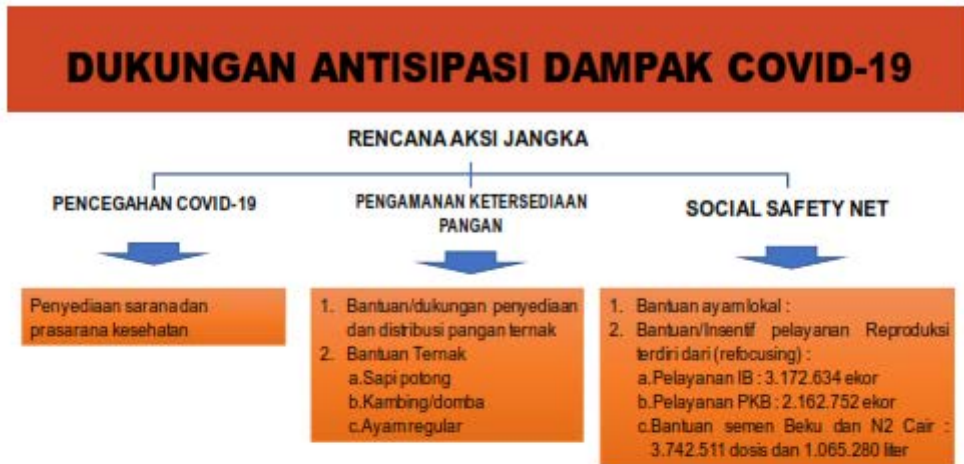 DUKUNGAN ANTISIPASI DAMPAK COVID-19
RENCANA AKSI JANGKA
PENCEGAHAN COVID-19
Penyediaan sarana dan
prasarana kesehatan
PENGAMANAN KETERSEDIAAN
PANGAN
1. Bantuan/dukungan penyediaan
dan distribusi pangan ternak
2. Bantuan Ternak
a.Sapi potong
b.Kambing/domba
c.Ayam regular
SOCIAL SAFETY NET
1. Bantuan ayam lokal :
2. Bantuan/Insentif pelayanan Reproduksi
terdiri dari (refocusing) :
a.Pelayanan IB : 3.172.634 ekor
b.Pelayanan PKB : 2.162.752 ekor
c.Bantuan semen Beku dan N2 Cair :
3.742.511 dosis dan 1.065.280 liter